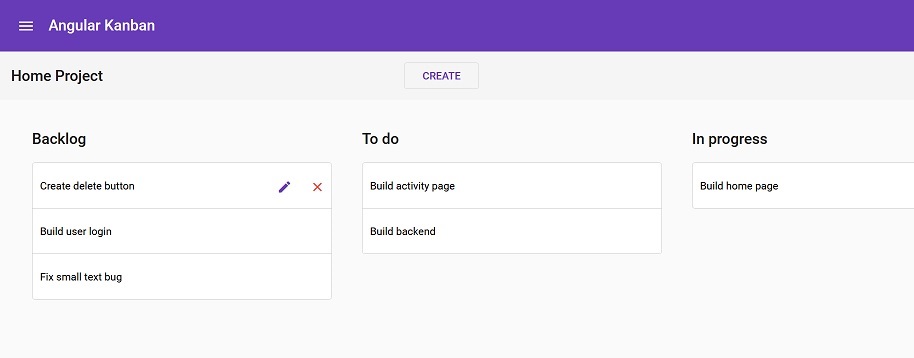 Angular Kanban
Home Project
CREATE
Backlog
Create delete button
Build user login
Fix small text bug
To do
Build activity page
Build backend
In progress
Build home page